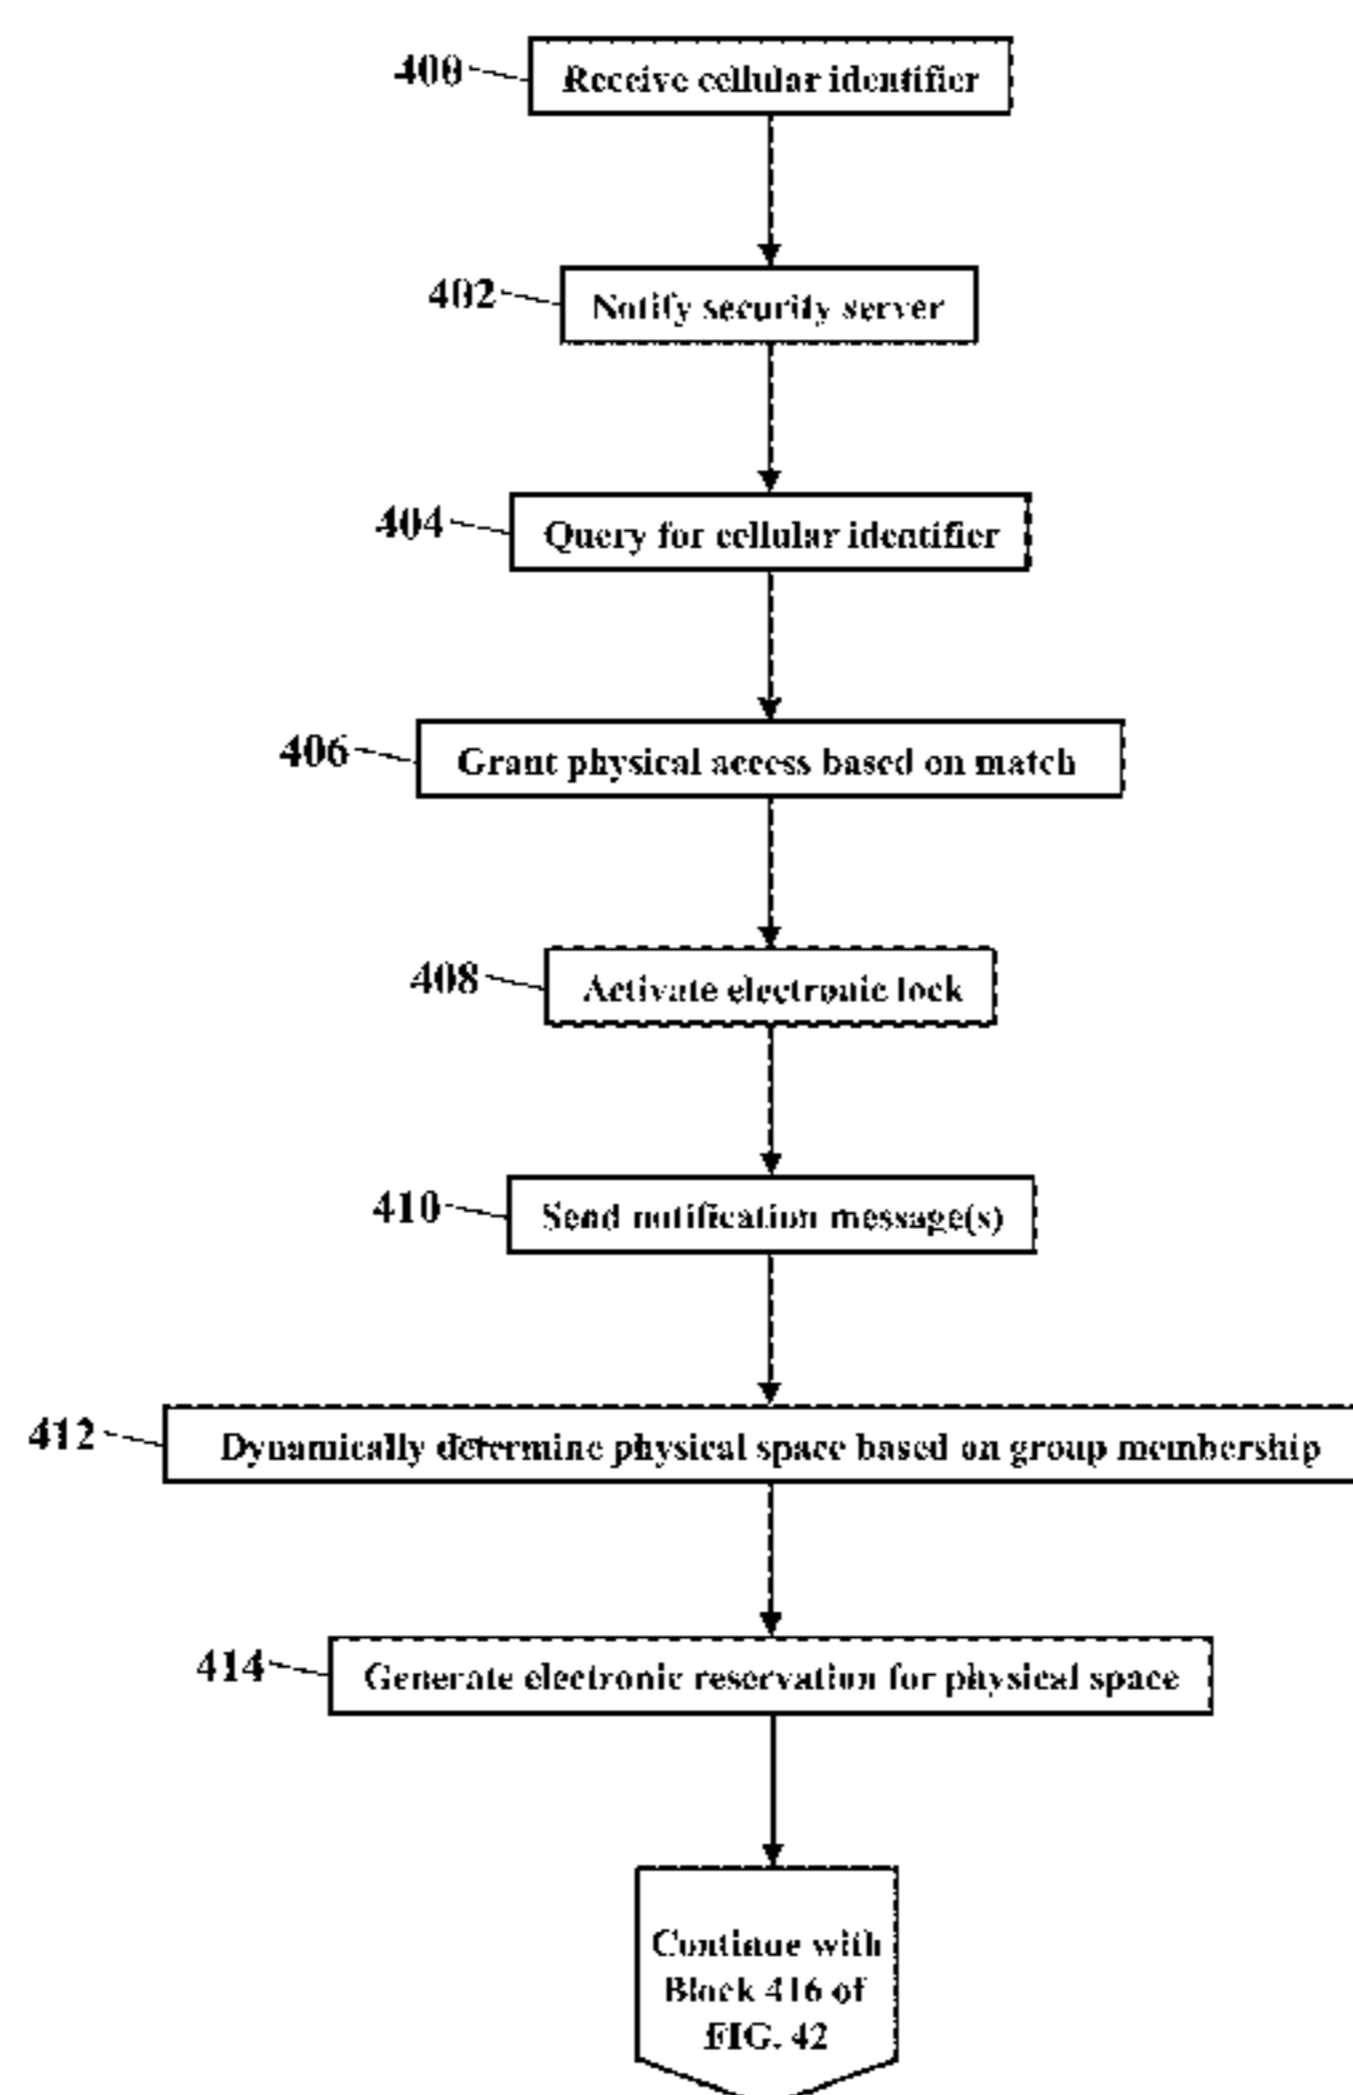 400
Receive cellular identifier
402
Notify security server
404
Query for cellular identifier
406
Grant physical access based on match
408
Activate electronic lock
410
Send notification message(s)
412
Dynamically determine physical space based on group membership
414
Generate electronic reservation for physical space
Continue with
Block 416 of
FIG. 42